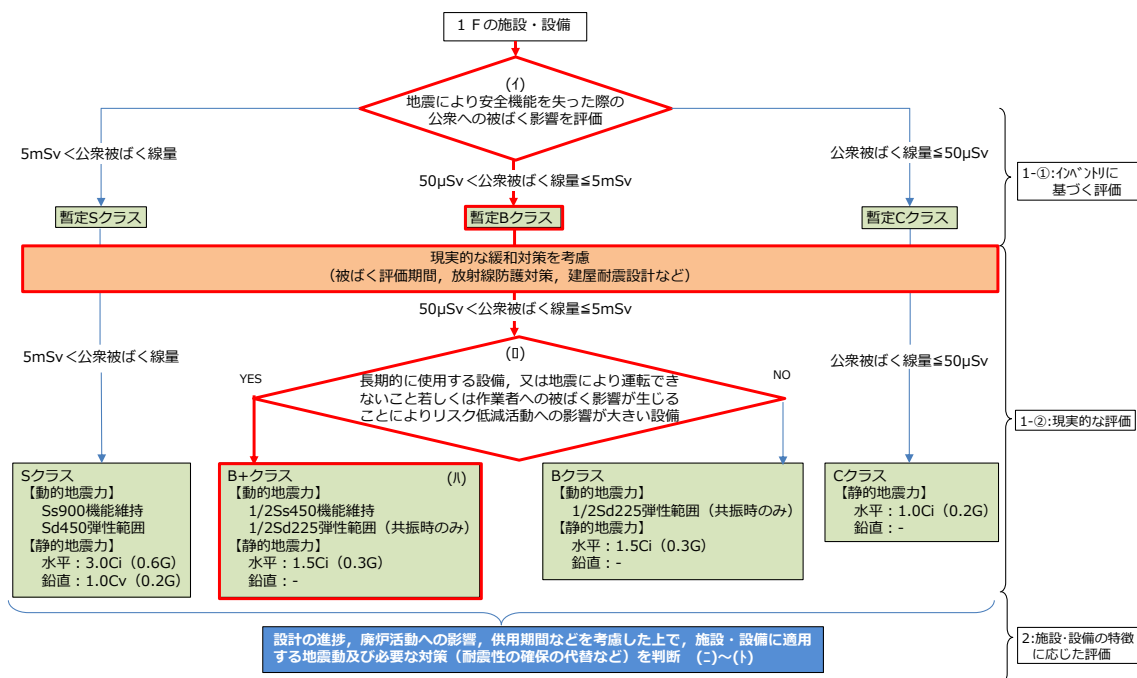 １Ｆの施設・設備
(ｲ)
地震により安全機能を失った際の
公衆への被ばく影響を評価
5mSv＜公衆被ばく線量
50μSv＜公衆被ばく線量≦5mSv
公衆被ばく線量≦50μSv
1-①:ｲﾝﾍﾞﾝﾄﾘに
基づく評価
暫定Sクラス
暫定Bクラス
暫定Cクラス
現実的な緩和対策を考慮
（被ばく評価期間，放射線防護対策，建屋耐震設計など）
50μSv＜公衆被ばく線量≦5mSv
5mSv＜公衆被ばく線量
公衆被ばく線量≦50μSv
(ﾛ)
YES
NO
長期的に使用する設備，又は地震により運転でき
ないこと若しくは作業者への被ばく影響が生じる
ことによりリスク低減活動への影響が大きい設備
1-②:現実的な評価
Sクラス
【動的地震力】
Ss900機能維持
Sd450弾性範囲
【静的地震力】
水平：3.0Ci（0.6G）
鉛直：1.0Cv（0.2G）
B+クラス
(ﾊ)
【動的地震力】
1/2Ss450機能維持
1/2Sd225弾性範囲（共振時のみ）
【静的地震力】
水平：1.5Ci（0.3G）
鉛直：-
Bクラス
【動的地震力】
1/2Sd225弾性範囲（共振時のみ）
【静的地震力】
水平：1.5Ci（0.3G）
鉛直：-
Cクラス
【静的地震力】
水平：1.0Ci（0.2G）
鉛直：-
設計の進捗，廃炉活動への影響，供用期間などを考慮した上で，施設・設備に適用
する地震動及び必要な対策（耐震性の確保の代替など）を判断　(ﾆ)～(ﾄ)
2:施設･設備の特徴
に応じた評価